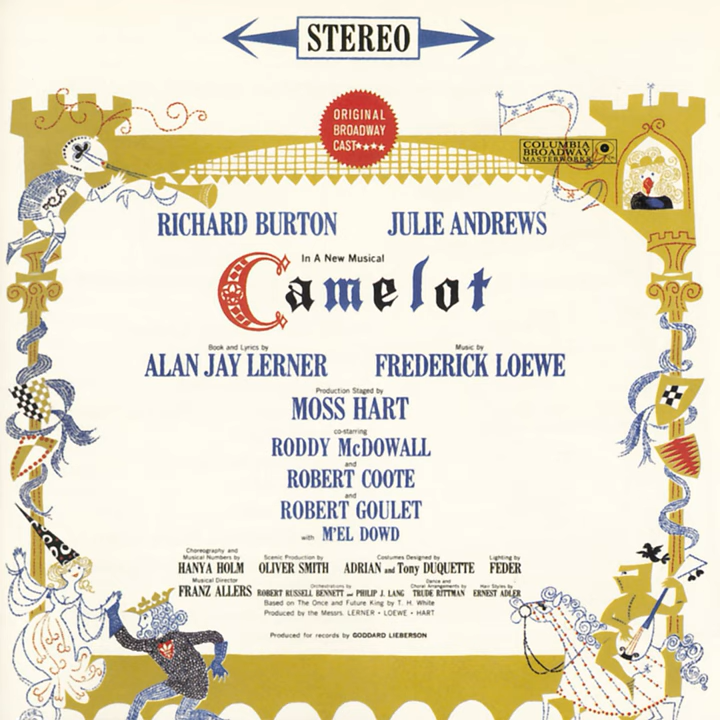 STEREO
ORIGINAL
BROADWAY
CAST★★★★
COLUMBIA
BROADWAY
MASTERWORKS
RICHARD BURTON JULIE ANDREWS
In A New Musical
Camelot
Book and Lyrics by Music by
ALAN JAY LERNER FREDERICK LOEWE
Production Staged by
MOSS HART
co-starring
RODDY McDOWALL
and
ROBERT COOTE
and
ROBERT GOULET
with M'EL DOWD
Choreography and Musical Numbers by Scenic Production by Costumes Designed by Lighting by
HANYA HOLM OLIVER SMITH ADRIAN and Tony DUQUETTE FEDER
Musical Director Orchestrations by Dance and Choral Arrangements by Hair Styles by
FRANZ ALLERS ROBERT RUSSELL BENNETT and PHILIP J. LANG TRUDE RITTMAN ERNEST ADLER
Based on The Once and Future King by T. H. White
Produced by the Messrs. LERNER • LOEWE • HART
Produced for records by GODDARD LIEBERSON